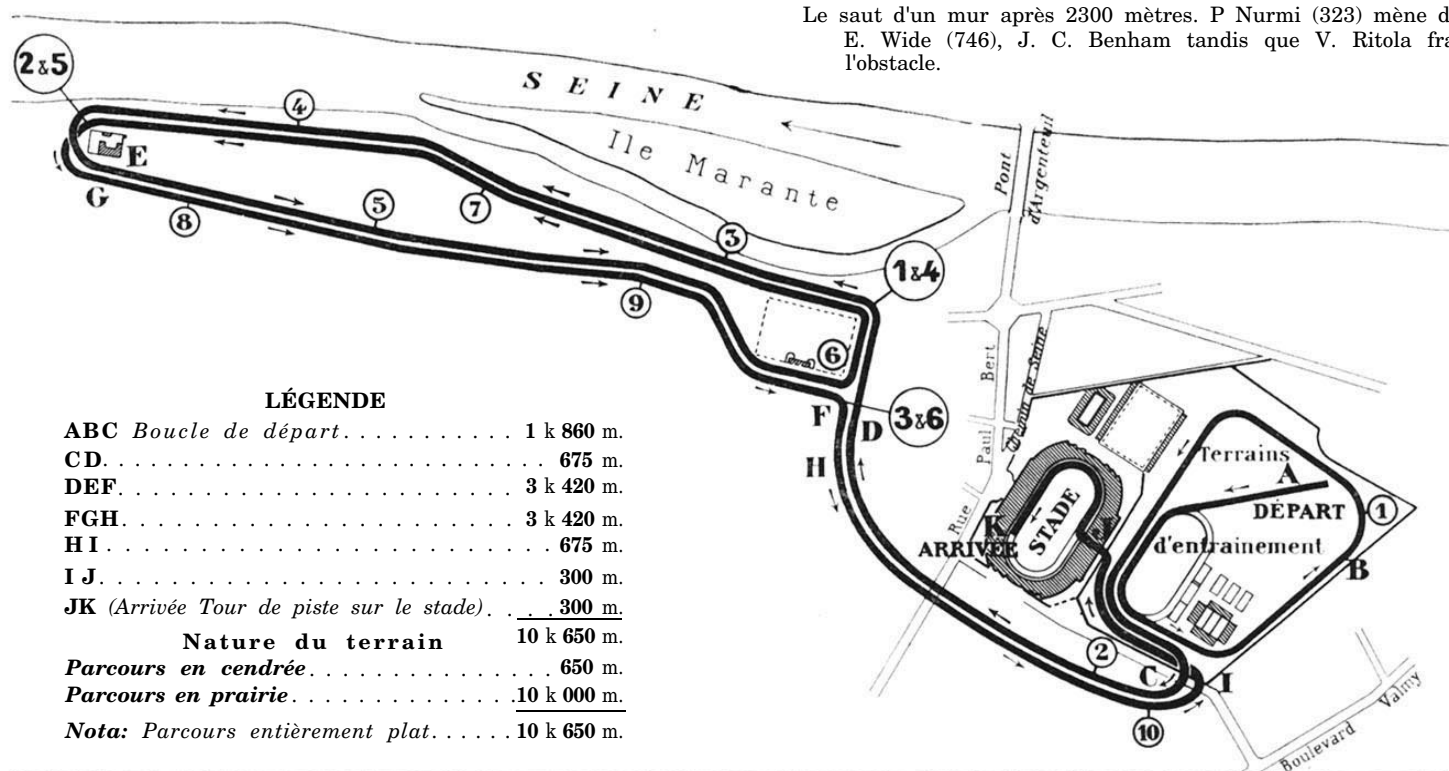 Le saut d'un mur après 2300 mètres. P Nurmi (323) mène d
E. Wide (746), J. C. Benham tandis que V. Ritola fra
l'obstacle.
2&5
SEINE
4
Ile Marante
Pont
d'Argenteuil
E
G
8
5
7
3
1&4
9
6
F
D
3&6
H
Rue Paul Bert
Chemin de Seine
Terrains
A
DÉPART
1
d'entrainement
B
K
STADE
J
ARRIVÉE
2
C
I
10
Boulevard Valmy
LÉGENDE
ABC Boucle de départ........... 1 k 860 m.
CD............................ 675 m.
DEF........................ 3 k 420 m.
FGH........................ 3 k 420 m.
HI............................ 675 m.
IJ............................ 300 m.
JK (Arrivée Tour de piste sur le stade).... 300 m.
Nature du terrain 10 k 650 m.
Parcours en cendrée................ 650 m.
Parcours en prairie.............. 10 k 000 m.
Nota: Parcours entièrement plat...... 10 k 650 m.